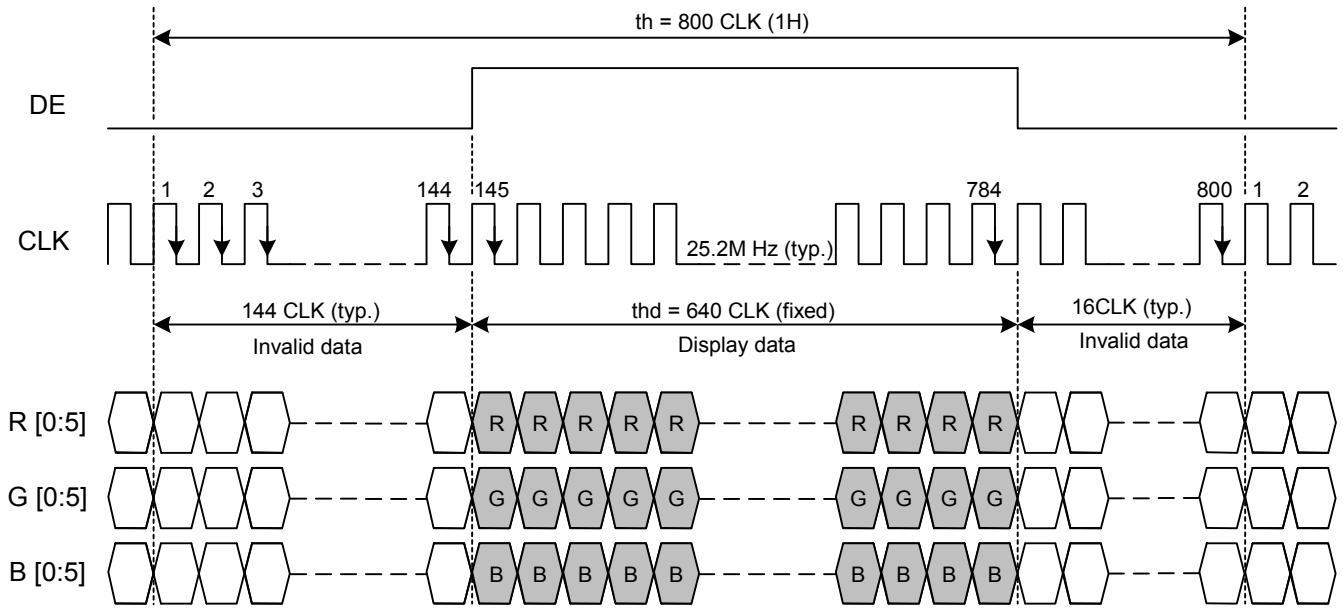 th = 800 CLK (1H)
DE
1 2 3 144 145 784 800 1 2
CLK
25.2M Hz (typ.)
144 CLK (typ.) thd = 640 CLK (fixed) 16CLK (typ.)
Invalid data Display data Invalid data
R [0:5] R R R R R R R R R
G [0:5] G G G G G G G G G
B [0:5] B B B B B B B B B